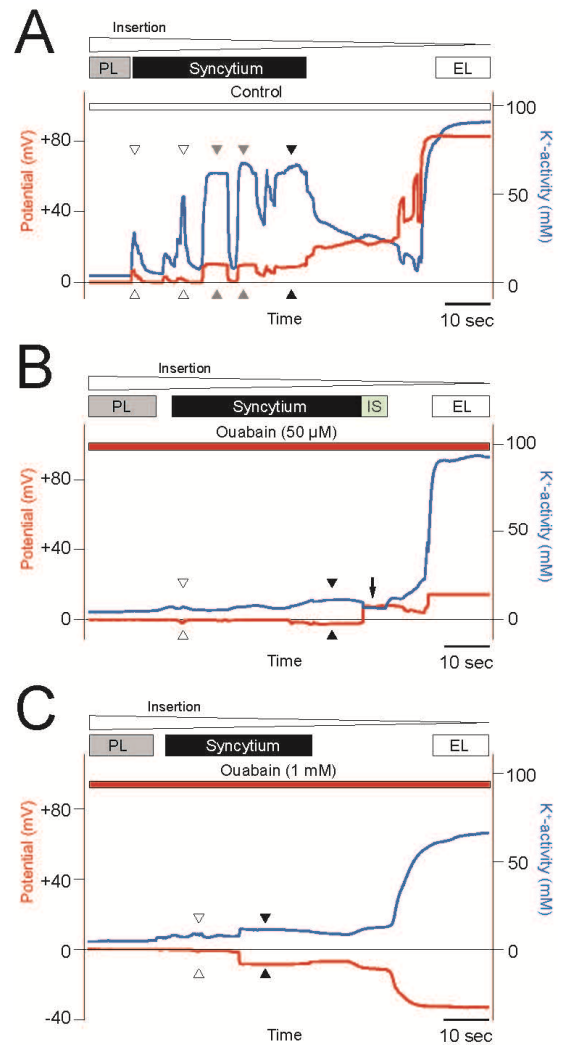 A
Insertion
PL Syncytium EL
Control
+80
+40
0
Potential (mV)
100
50
0
K⁺-activity (mM)
Time
10 sec
B
Insertion
PL Syncytium IS EL
Ouabain (50 µM)
+80
+40
0
Potential (mV)
100
50
0
K⁺-activity (mM)
Time
10 sec
C
Insertion
PL Syncytium EL
Ouabain (1 mM)
+80
+40
0
-40
Potential (mV)
100
50
0
K⁺-activity (mM)
Time
10 sec